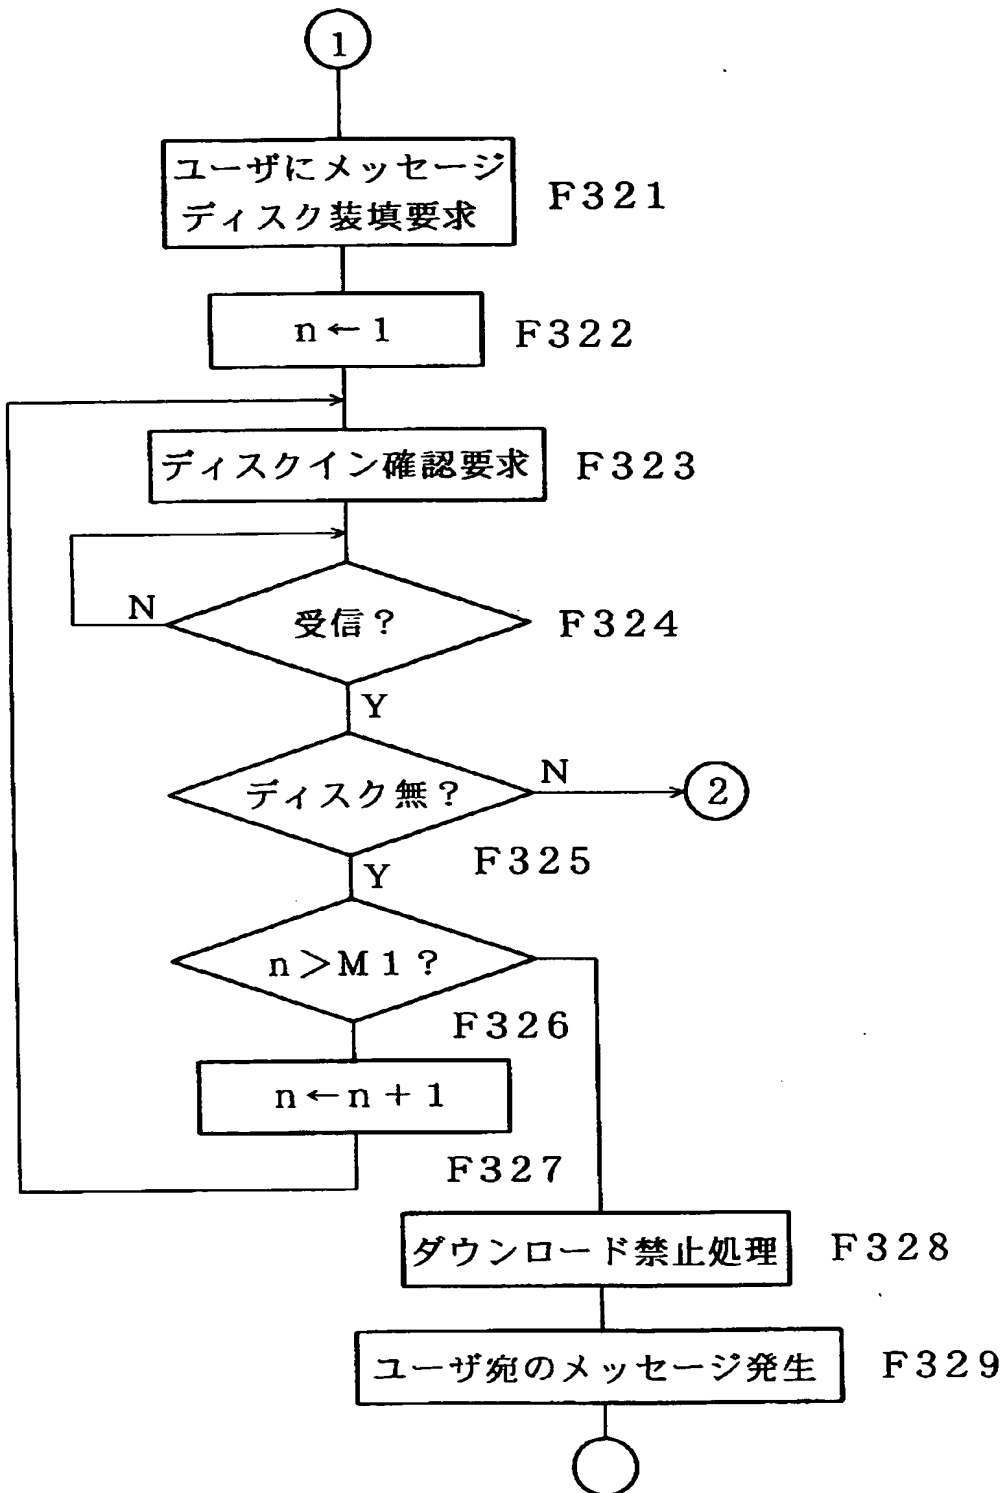 1
ユーザにメッセージ
ディスク装填要求
F321
n←1
F322
ディスクイン確認要求
F323
N
受信?
F324
Y
ディスク無?
N
2
F325
Y
n>M1?
F326
n←n+1
F327
ダウンロード禁止処理
F328
ユーザ宛のメッセージ発生
F329